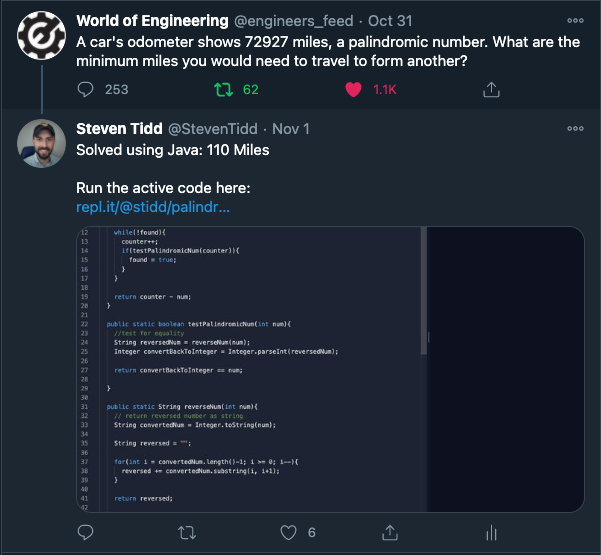 World of Engineering @engineers_feed · Oct 31
A car's odometer shows 72927 miles, a palindromic number. What are the
minimum miles you would need to travel to form another?
253 62 1.1K
Steven Tidd @StevenTidd · Nov 1
Solved using Java: 110 Miles
Run the active code here:
repl.it/@stidd/palindr...
12 while(!found){
13 counter++;
14 if(testPalindromicNum(counter)){
15 found = true;
16 }
17 }
18
19 return counter - num;
20 }
21
22 public static boolean testPalindromicNum(int num){
23 //test for equality
24 String reversedNum = reverseNum(num);
25 Integer convertBackToInteger = Integer.parseInt(reversedNum);
26
27 return convertBackToInteger == num;
28
29 }
30
31 public static String reverseNum(int num){
32 // return reversed number as string
33 String convertedNum = Integer.toString(num);
34
35 String reversed = "";
36
37 for(int i = convertedNum.length()-1; i >= 0; i--){
38 reversed += convertedNum.substring(i, i+1);
39 }
40
41 return reversed;
42
6